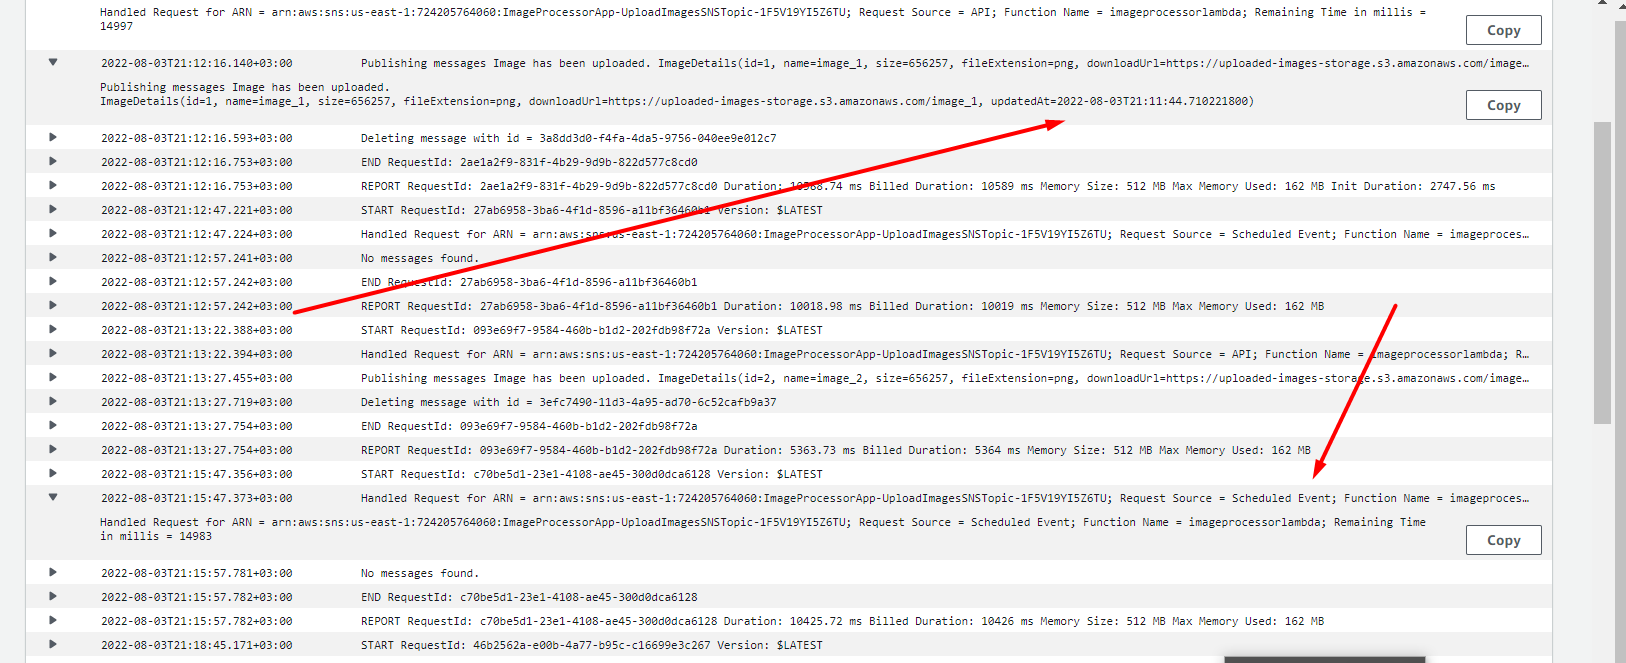 Handled Request for ARN = arn:aws:sns:us-east-1:724205764060:ImageProcessorApp-UploadImagesSNSTopic-1F5V19YI5Z6TU; Request Source = API; Function Name = imageprocessorlambda; Remaining Time in millis =
14997
Copy
2022-08-03T21:12:16.140+03:00 Publishing messages Image has been uploaded. ImageDetails(id=1, name=image_1, size=656257, fileExtension=png, downloadUrl=https://uploaded-images-storage.s3.amazonaws.com/image…
Publishing messages Image has been uploaded.
ImageDetails(id=1, name=image_1, size=656257, fileExtension=png, downloadUrl=https://uploaded-images-storage.s3.amazonaws.com/image_1, updatedAt=2022-08-03T21:11:44.710221800)
Copy
2022-08-03T21:12:16.593+03:00 Deleting message with id = 3a8dd3d0-f4fa-4da5-9756-040ee9e012c7
2022-08-03T21:12:16.753+03:00 END RequestId: 2ae1a2f9-831f-4b29-9d9b-822d577c8cd0
2022-08-03T21:12:16.753+03:00 REPORT RequestId: 2ae1a2f9-831f-4b29-9d9b-822d577c8cd0 Duration: 10588.74 ms Billed Duration: 10589 ms Memory Size: 512 MB Max Memory Used: 162 MB Init Duration: 2747.56 ms
2022-08-03T21:12:47.221+03:00 START RequestId: 27ab6958-3ba6-4f1d-8596-a11bf36460b1 Version: $LATEST
2022-08-03T21:12:47.224+03:00 Handled Request for ARN = arn:aws:sns:us-east-1:724205764060:ImageProcessorApp-UploadImagesSNSTopic-1F5V19YI5Z6TU; Request Source = Scheduled Event; Function Name = imageproces…
2022-08-03T21:12:57.241+03:00 No messages found.
2022-08-03T21:12:57.242+03:00 END RequestId: 27ab6958-3ba6-4f1d-8596-a11bf36460b1
2022-08-03T21:12:57.242+03:00 REPORT RequestId: 27ab6958-3ba6-4f1d-8596-a11bf36460b1 Duration: 10018.98 ms Billed Duration: 10019 ms Memory Size: 512 MB Max Memory Used: 162 MB
2022-08-03T21:13:22.388+03:00 START RequestId: 093e69f7-9584-460b-b1d2-202fdb98f72a Version: $LATEST
2022-08-03T21:13:22.394+03:00 Handled Request for ARN = arn:aws:sns:us-east-1:724205764060:ImageProcessorApp-UploadImagesSNSTopic-1F5V19YI5Z6TU; Request Source = API; Function Name = imageprocessorlambda; R…
2022-08-03T21:13:27.455+03:00 Publishing messages Image has been uploaded. ImageDetails(id=2, name=image_2, size=656257, fileExtension=png, downloadUrl=https://uploaded-images-storage.s3.amazonaws.com/image…
2022-08-03T21:13:27.719+03:00 Deleting message with id = 3efc7490-11d3-4a95-ad70-6c52cafb9a37
2022-08-03T21:13:27.754+03:00 END RequestId: 093e69f7-9584-460b-b1d2-202fdb98f72a
2022-08-03T21:13:27.754+03:00 REPORT RequestId: 093e69f7-9584-460b-b1d2-202fdb98f72a Duration: 5363.73 ms Billed Duration: 5364 ms Memory Size: 512 MB Max Memory Used: 162 MB
2022-08-03T21:15:47.356+03:00 START RequestId: c70be5d1-23e1-4108-ae45-300d0dca6128 Version: $LATEST
2022-08-03T21:15:47.373+03:00 Handled Request for ARN = arn:aws:sns:us-east-1:724205764060:ImageProcessorApp-UploadImagesSNSTopic-1F5V19YI5Z6TU; Request Source = Scheduled Event; Function Name = imageproces…
Handled Request for ARN = arn:aws:sns:us-east-1:724205764060:ImageProcessorApp-UploadImagesSNSTopic-1F5V19YI5Z6TU; Request Source = Scheduled Event; Function Name = imageprocessorlambda; Remaining Time
in millis = 14983
Copy
2022-08-03T21:15:57.781+03:00 No messages found.
2022-08-03T21:15:57.782+03:00 END RequestId: c70be5d1-23e1-4108-ae45-300d0dca6128
2022-08-03T21:15:57.782+03:00 REPORT RequestId: c70be5d1-23e1-4108-ae45-300d0dca6128 Duration: 10425.72 ms Billed Duration: 10426 ms Memory Size: 512 MB Max Memory Used: 162 MB
2022-08-03T21:18:45.171+03:00 START RequestId: 46b2562a-e00b-4a77-b95c-c16699e3c267 Version: $LATEST